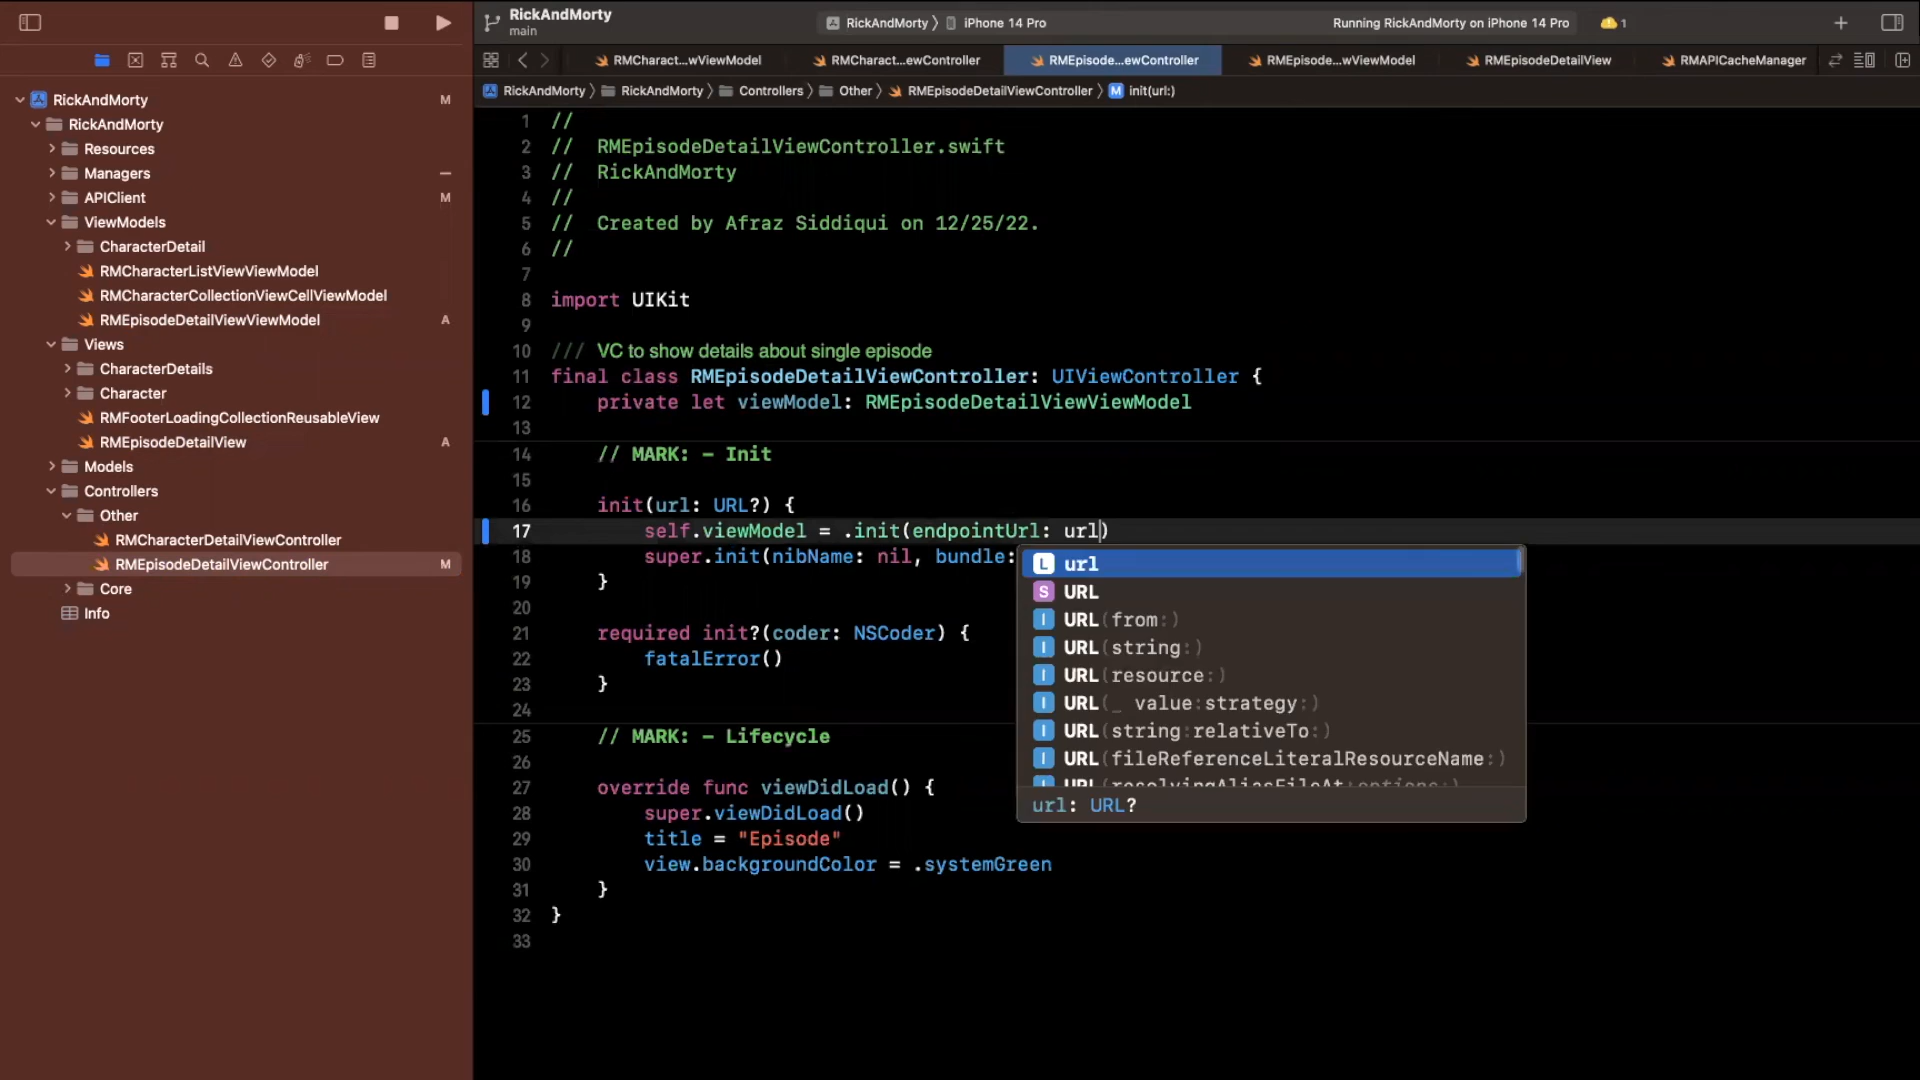 RickAndMorty
main
RickAndMorty
iPhone 14 Pro
Running RickAndMorty on iPhone 14 Pro
1
RMCharact...wViewModel
RMCharact...ewController
RMEpisode...ewController
RMEpisode...wViewModel
RMEpisodeDetailView
RMAPICacheManager
RickAndMorty
RickAndMorty
Controllers
Other
RMEpisodeDetailViewController
M init(url:)
RickAndMorty M
RickAndMorty
Resources
Managers
APIClient M
ViewModels
CharacterDetail
RMCharacterListViewViewModel
RMCharacterCollectionViewCellViewModel
RMEpisodeDetailViewViewModel A
Views
CharacterDetails
Character
RMFooterLoadingCollectionReusableView
RMEpisodeDetailView A
Models
Controllers
Other
RMCharacterDetailViewController
RMEpisodeDetailViewController M
Core
Info
1 //
2 // RMEpisodeDetailViewController.swift
3 // RickAndMorty
4 //
5 // Created by Afraz Siddiqui on 12/25/22.
6 //
7
8 import UIKit
9
10 /// VC to show details about single episode
11 final class RMEpisodeDetailViewController: UIViewController {
12 private let viewModel: RMEpisodeDetailViewViewModel
13
14 // MARK: - Init
15
16 init(url: URL?) {
17 self.viewModel = .init(endpointUrl: url)
18 super.init(nibName: nil, bundle:
19 }
20
21 required init?(coder: NSCoder) {
22 fatalError()
23 }
24
25 // MARK: - Lifecycle
26
27 override func viewDidLoad() {
28 super.viewDidLoad()
29 title = "Episode"
30 view.backgroundColor = .systemGreen
31 }
32 }
33
L url
S URL
I URL(from:)
I URL(string:)
I URL(resource:)
I URL(_ value:strategy:)
I URL(string:relativeTo:)
I URL(fileReferenceLiteralResourceName:)
I URL(resolvingAliasFileAt:options:)
url: URL?